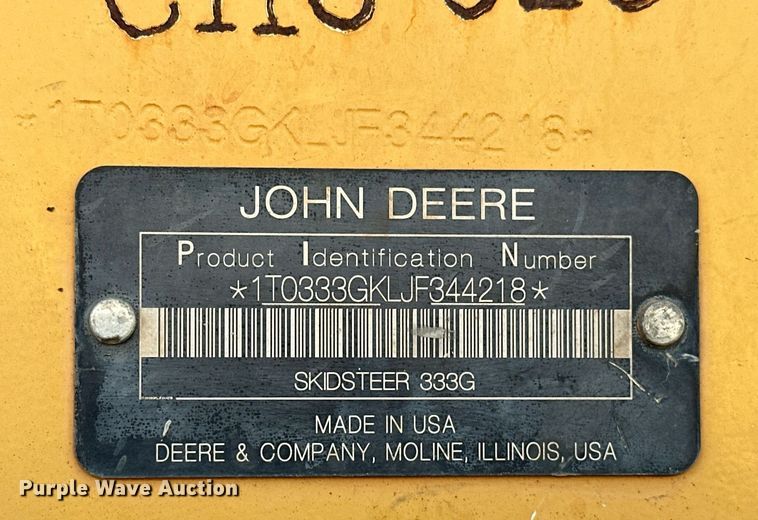 *1T0333GKLJF344218*
JOHN DEERE
Product Identification Number
*1T0333GKLJF344218*
SKIDSTEER 333G
MADE IN USA
DEERE & COMPANY, MOLINE, ILLINOIS, USA
Purple Wave Auction